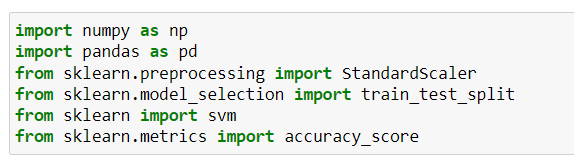 import numpy as np
import pandas as pd
from sklearn.preprocessing import StandardScaler
from sklearn.model_selection import train_test_split
from sklearn import svm
from sklearn.metrics import accuracy_score